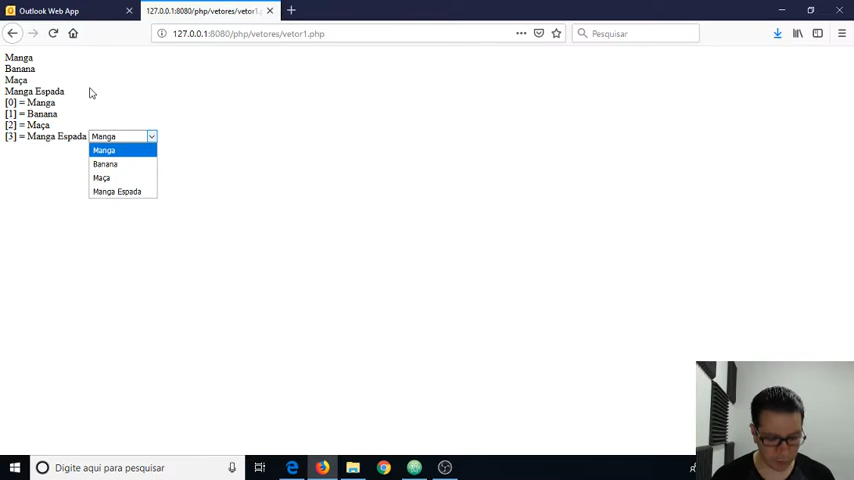 Outlook Web App
127.0.0.1:8080/php/vetores/vetor1.p
127.0.0.1:8080/php/vetores/vetor1.php
Pesquisar
Manga
Banana
Maça
Manga Espada
[0] = Manga
[1] = Banana
[2] = Maça
[3] = Manga Espada Manga
Manga
Banana
Maça
Manga Espada
Digite aqui para pesquisar